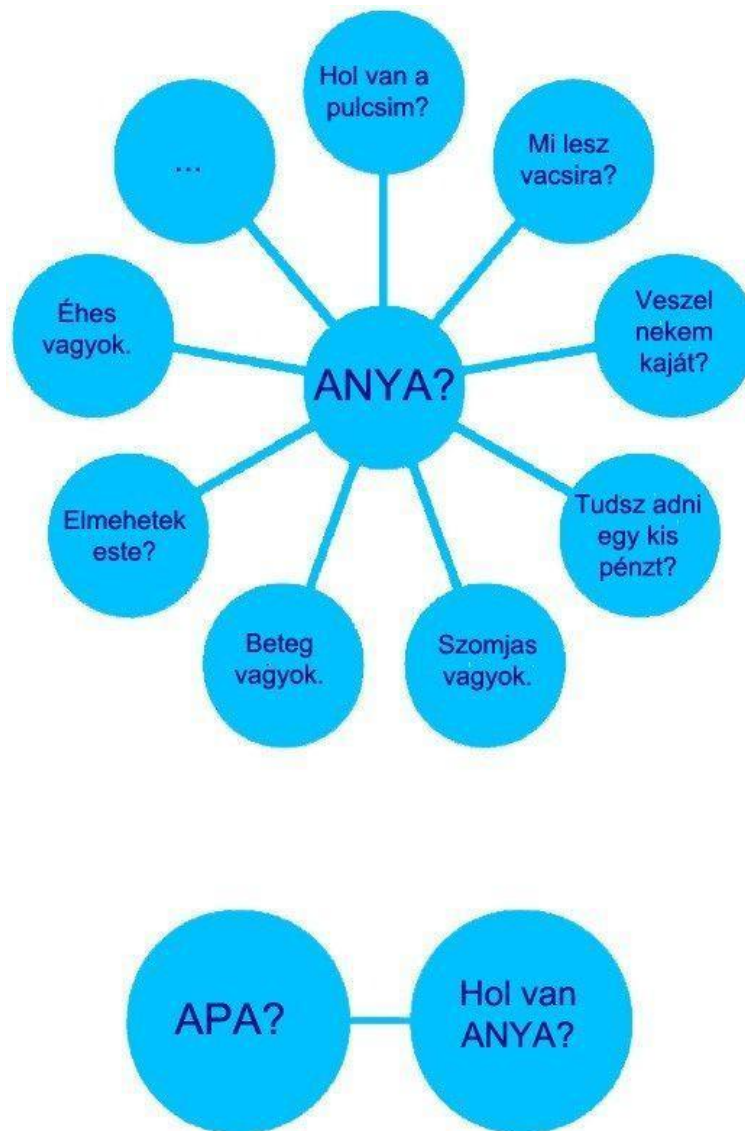 Hol van a
pulcsim?
Mi lesz
vacsira?
Veszel
nekem
kaját?
Tudsz adni
egy kis
pénzt?
Szomjas
vagyok.
Beteg
vagyok.
Elmehetek
este?
Éhes
vagyok.
...
ANYA?
APA?
Hol van
ANYA?